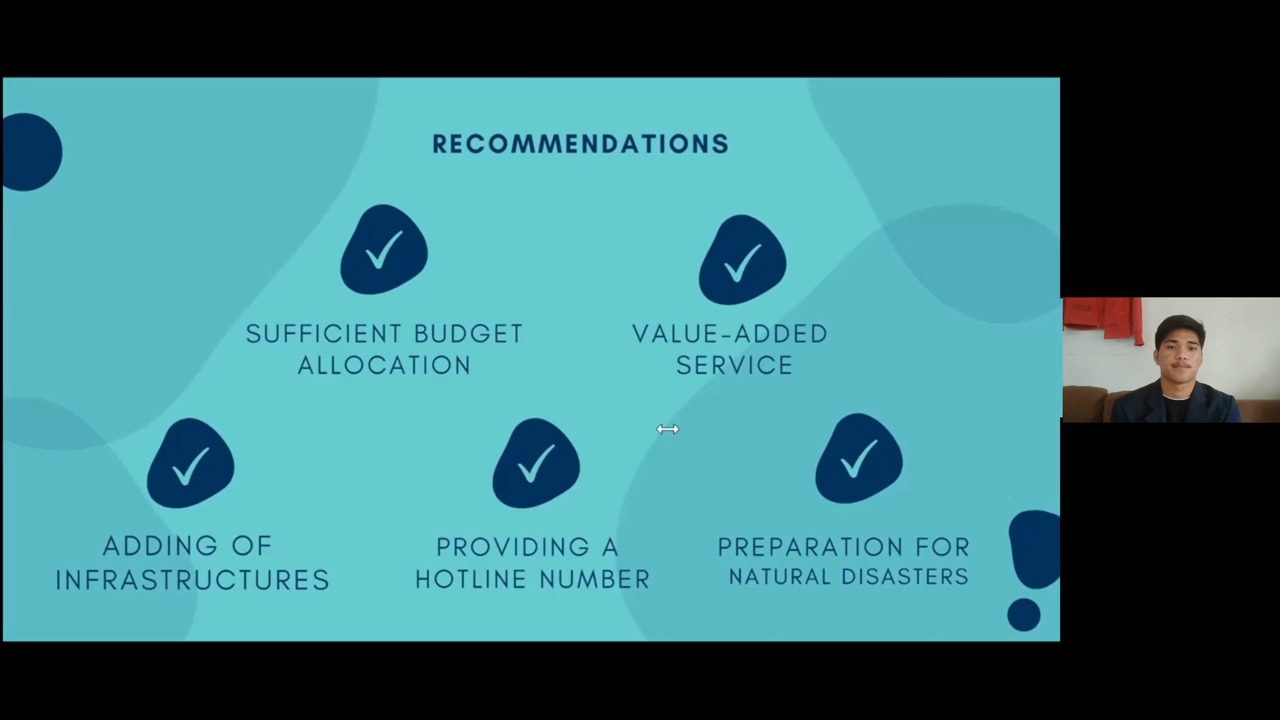 RECOMMENDATIONS
SUFFICIENT BUDGET
ALLOCATION
VALUE-ADDED
SERVICE
ADDING OF
INFRASTRUCTURES
PROVIDING A
HOTLINE NUMBER
PREPARATION FOR
NATURAL DISASTERS